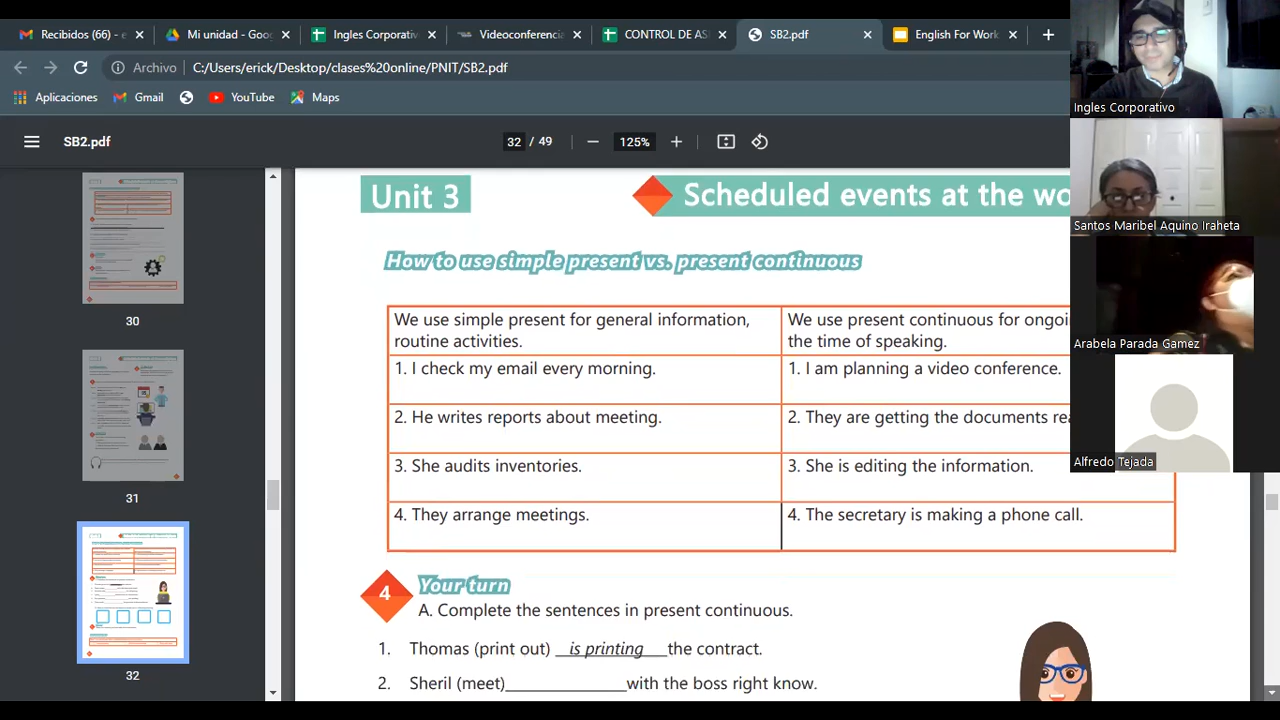 Recibidos (66) - e
Mi unidad - Goo
Ingles Corporativ
Videoconferencia
CONTROL DE AS
SB2.pdf
English For Work
Archivo C:/Users/erick/Desktop/clases%20online/PNIT/SB2.pdf
Aplicaciones Gmail YouTube Maps
SB2.pdf 32 / 49 125%
30
31
32
Unit 3 Scheduled events at the wo
How to use simple present vs. present continuous
We use simple present for general information,
routine activities.
We use present continuous for ongoi
the time of speaking.
1. I check my email every morning.
1. I am planning a video conference.
2. He writes reports about meeting.
2. They are getting the documents rea
3. She audits inventories.
3. She is editing the information.
4. They arrange meetings.
4. The secretary is making a phone call.
4 Your turn
A. Complete the sentences in present continuous.
1. Thomas (print out) __is printing___the contract.
2. Sheril (meet)_____________with the boss right know.
Ingles Corporativo
Santos Maribel Aquino Iraheta
Arabela Parada Gamez
Alfredo Tejada